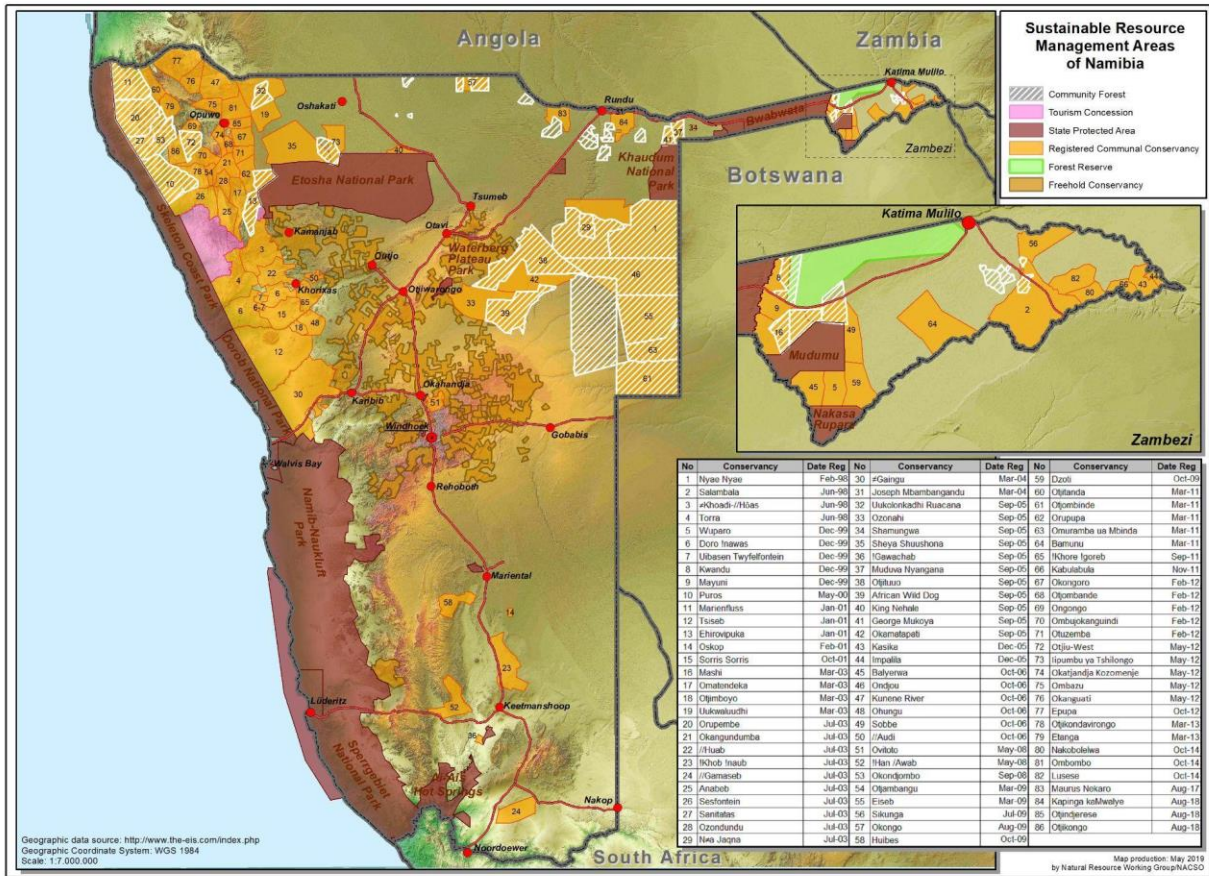 Sustainable Resource
Management Areas
of Namibia
Community Forest
Tourism Concession
State Protected Area
Registered Communal Conservancy
Forest Reserve
Freehold Conservancy
Angola
Zambia
Katima Mulilo
Oshakati
Rundu
Opuwo
Bwabwata
Zambezi
Khaudum
National
Park
Botswana
Etosha National Park
Tsumeb
Otavi
Kamanjab
Outjo
Waterberg
Plateau
Park
Khorixas
Otjiwarongo
Skeleton Coast Park
Dorob National Park
Okahandja
Karibib
Windhoek
Gobabis
Walvis Bay
Rehoboth
Namib-Naukluft
Park
Mariental
Lüderitz
Keetmanshoop
Sperrgebiet
National Park
Ai-Ais
Hot Springs
Nakop
Noordoewer
South Africa
Katima Mulilo
Mudumu
Nakasa
Rupara
Zambezi
No Conservancy Date Reg No Conservancy Date Reg No Conservancy Date Reg
1 Nyae Nyae Feb-98 30 ≠Gaingu Mar-04 59 Dzoti Oct-09
2 Salambala Jun-98 31 Joseph Mbambangandu Mar-04 60 Otjitanda Mar-11
3 ≠Khoadi-//Hôas Jun-98 32 Uukolonkadhi Ruacana Sep-05 61 Otjombinde Mar-11
4 Torra Jun-98 33 Ozonahi Sep-05 62 Orupupa Mar-11
5 Wuparo Dec-99 34 Shamungwa Sep-05 63 Omuramba ua Mbinda Mar-11
6 Doro !nawas Dec-99 35 Sheya Shuushona Sep-05 64 Bamunu Mar-11
7 Uibasen Twyfelfontein Dec-99 36 !Gawachab Sep-05 65 !Khore !goreb Sep-11
8 Kwandu Dec-99 37 Muduva Nyangana Sep-05 66 Kabulabula Nov-11
9 Mayuni Dec-99 38 Otjituuo Sep-05 67 Okongoro Feb-12
10 Puros May-00 39 African Wild Dog Sep-05 68 Otjombande Feb-12
11 Marienfluss Jan-01 40 King Nehale Sep-05 69 Ongongo Feb-12
12 Tsiseb Jan-01 41 George Mukoya Sep-05 70 Ombujokanguindi Feb-12
13 Ehirovipuka Jan-01 42 Okamatapati Sep-05 71 Otuzemba Feb-12
14 Oskop Feb-01 43 Kasika Dec-05 72 Otjiu-West May-12
15 Sorris Sorris Oct-01 44 Impalila Dec-05 73 Iipumbu ya Tshilongo May-12
16 Mashi Mar-03 45 Balyerwa Oct-06 74 Okatjandja Kozomenje May-12
17 Omatendeka Mar-03 46 Ondjou Oct-06 75 Ombazu May-12
18 Otjimboyo Mar-03 47 Kunene River Oct-06 76 Okanguati May-12
19 Uukwaluudhi Mar-03 48 Ohungu Oct-06 77 Epupa Oct-12
20 Orupembe Jul-03 49 Sobbe Oct-06 78 Otjikondavirongo Mar-13
21 Okangundumba Jul-03 50 //Audi Oct-06 79 Etanga Mar-13
22 //Huab Jul-03 51 Ovitoto May-08 80 Nakobolelwa Oct-14
23 !Khob !naub Jul-03 52 !Han /Awab May-08 81 Ombombo Oct-14
24 //Gamaseb Jul-03 53 Okondjombo Sep-08 82 Lusese Oct-14
25 Anabeb Jul-03 54 Otjambangu Mar-09 83 Maurus Nekaro Aug-17
26 Sesfontein Jul-03 55 Eiseb Mar-09 84 Kapinga kaMwalye Aug-18
27 Sanitatas Jul-03 56 Sikunga Jul-09 85 Otjindjerese Aug-18
28 Ozondundu Jul-03 57 Okongo Aug-09 86 Otjikongo Aug-18
29 N≠a Jaqna Jul-03 58 Huibes Oct-09
Geographic data source: http://www.the-eis.com/index.php
Geographic Coordinate System: WGS 1984
Scale: 1:7.000.000
Map production: May 2019
by Natural Resource Working Group/NACSO